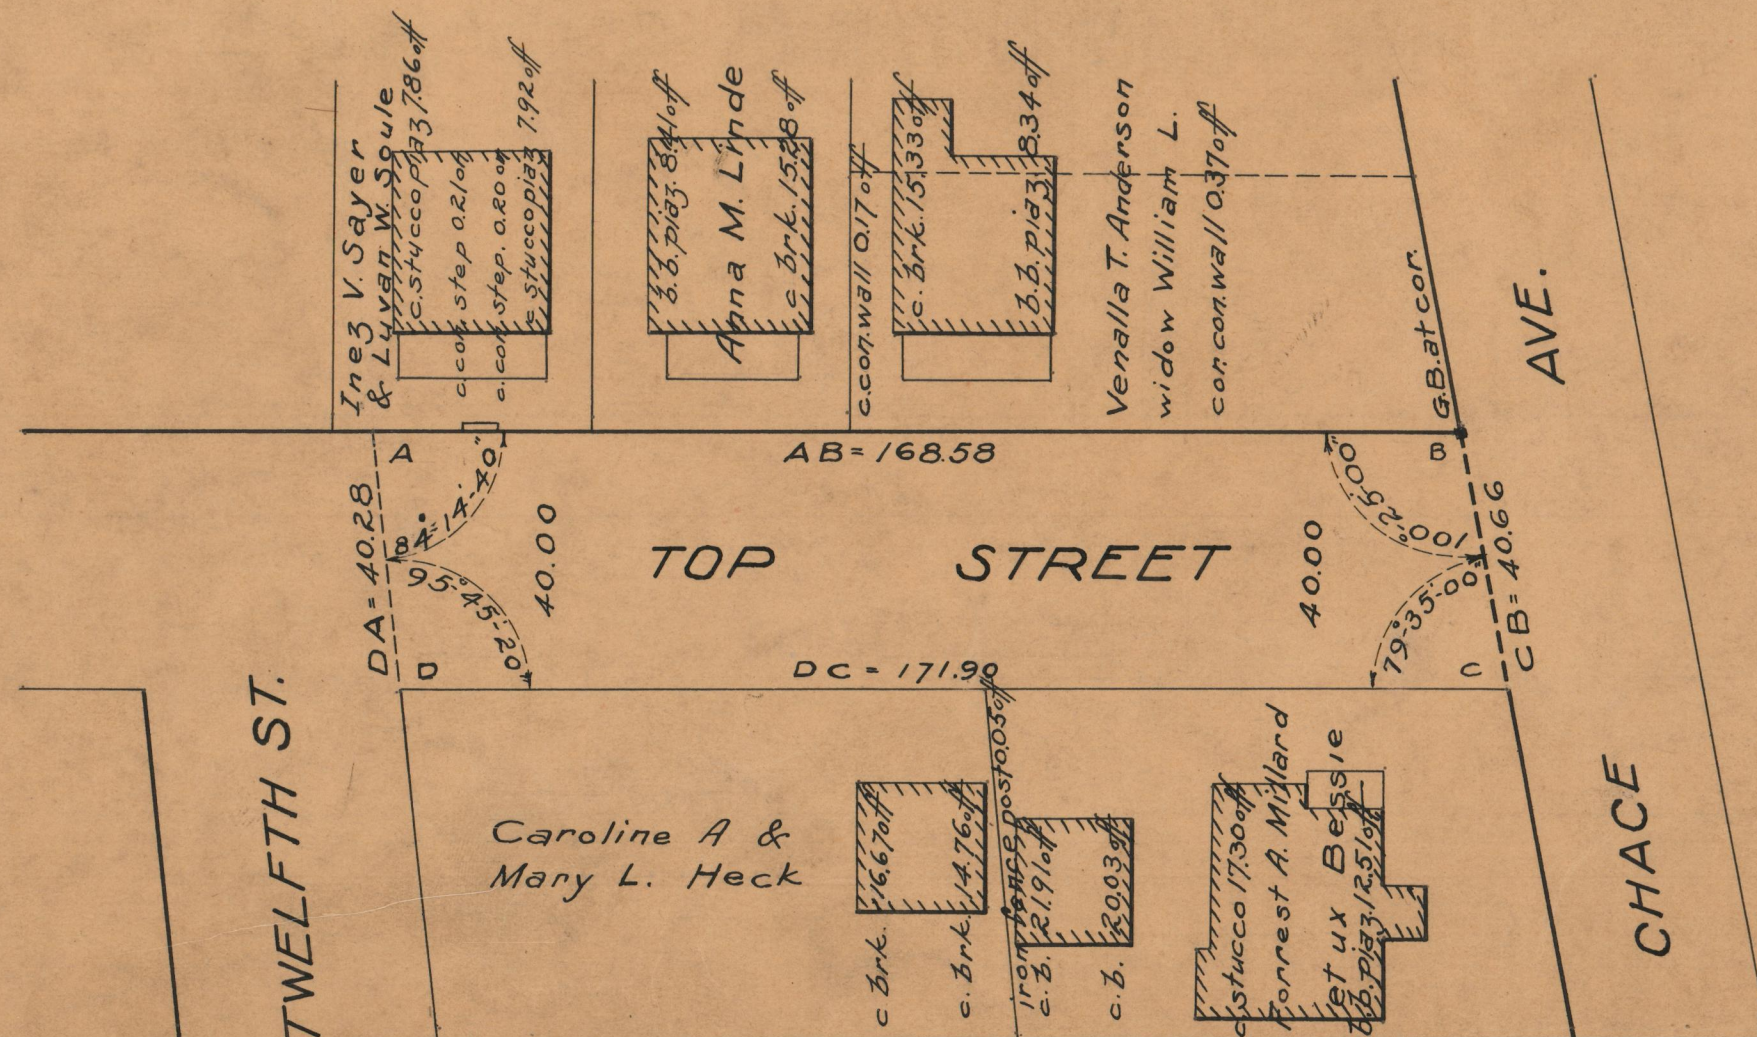 Inez V. Sayer
& Luvan W. Soule
c. stucco piaz 7.86 off
c. con. step 0.21 on
c. con. step. 0.20 on
c stucco piaz 7.92 off
b.b. piaz. 8.41 off
Anna M. Linde
c brk. 15.28 off
c. con. wall 0.17 off
c. brk. 15.33 off
b.b. piaz. 8.34 off
Venalla T. Anderson
widow William L.
cor. con. wall 0.37 off
G.B. at cor.
AVE.
CHACE
A
AB = 168.58
B
84°-14'-40"
95°-45'-20"
DA = 40.28
40.00
TOP STREET
40.00
100°-25'-00"
79°-35'-00"
CB = 40.66
D
DC = 171.90
C
TWELFTH ST.
Caroline A &
Mary L. Heck
c brk. 16.67 off
c. brk. 14.76 off
iron fence post 0.05 off
c. b. 21.91 off
c. b. 20.03 off
c. stucco 17.30 off
Forrest A. Millard
et ux Bessie
b.b. piaz. 12.51 off